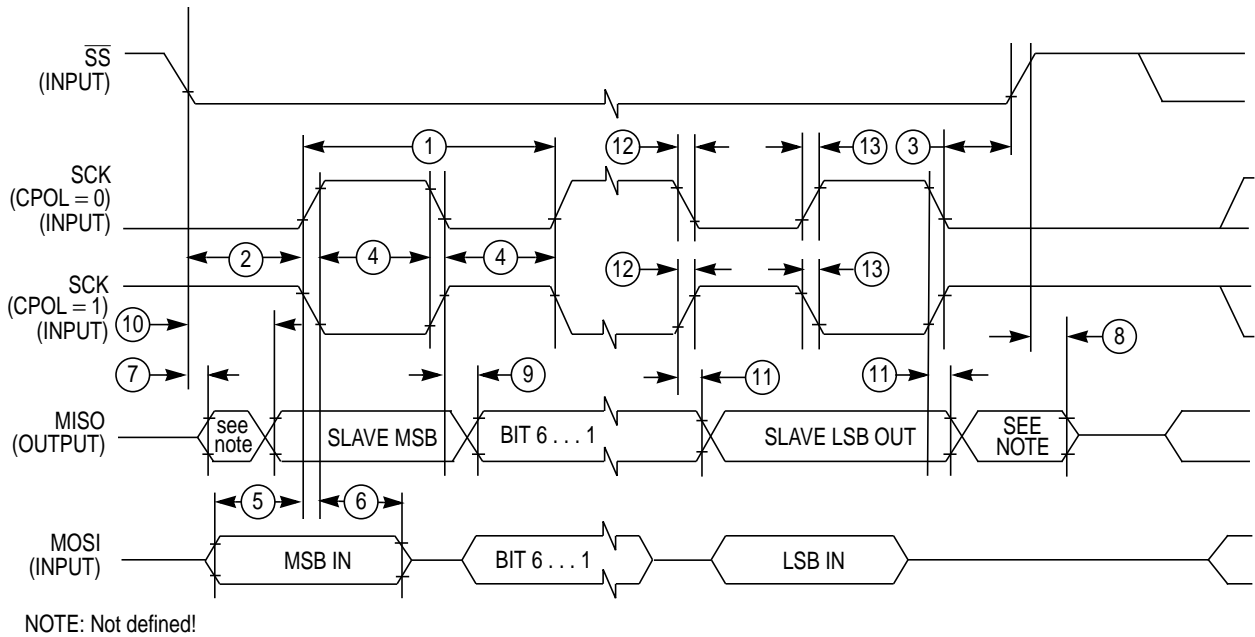 SS
(INPUT)
1
12
13
3
SCK
(CPOL = 0)
(INPUT)
2
4
4
12
13
SCK
(CPOL = 1)
(INPUT)
10
8
7
9
11
11
MISO
(OUTPUT)
see
note
SLAVE MSB
BIT 6 . . . 1
SLAVE LSB OUT
SEE
NOTE
5
6
MOSI
(INPUT)
MSB IN
BIT 6 . . . 1
LSB IN
NOTE: Not defined!